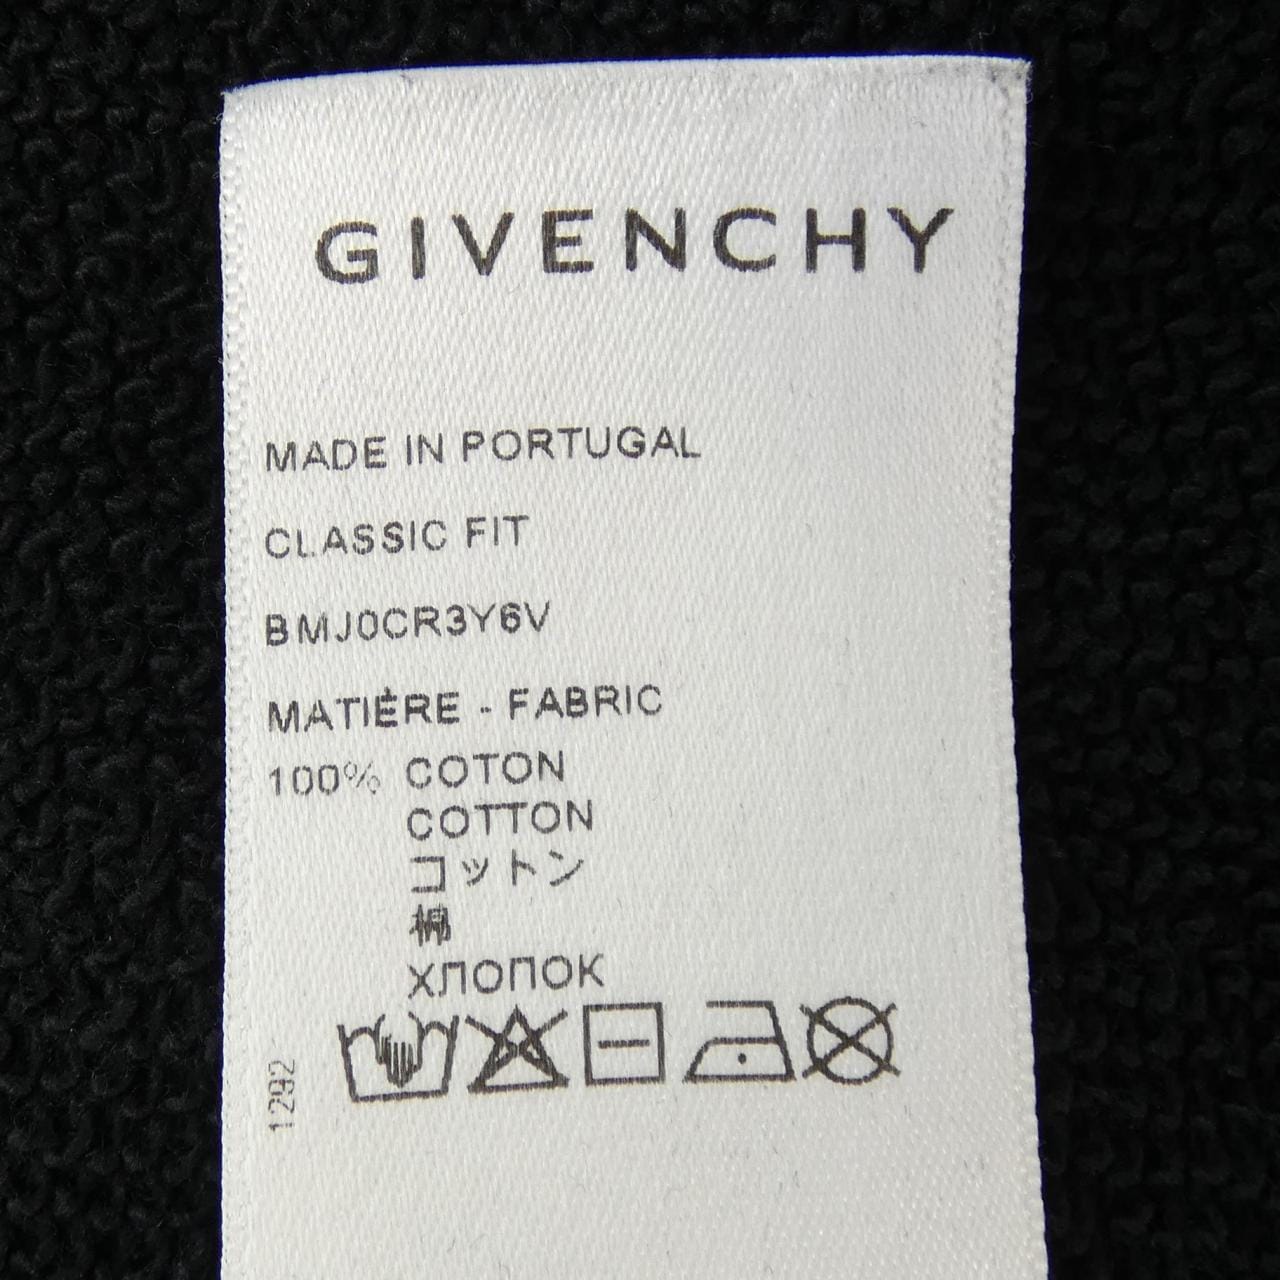 GIVENCHY
MADE IN PORTUGAL
CLASSIC FIT
BMJ0CR3Y6V
MATIÈRE - FABRIC
100% COTON
COTTON
コットン
棉
ХЛОПОК
1292